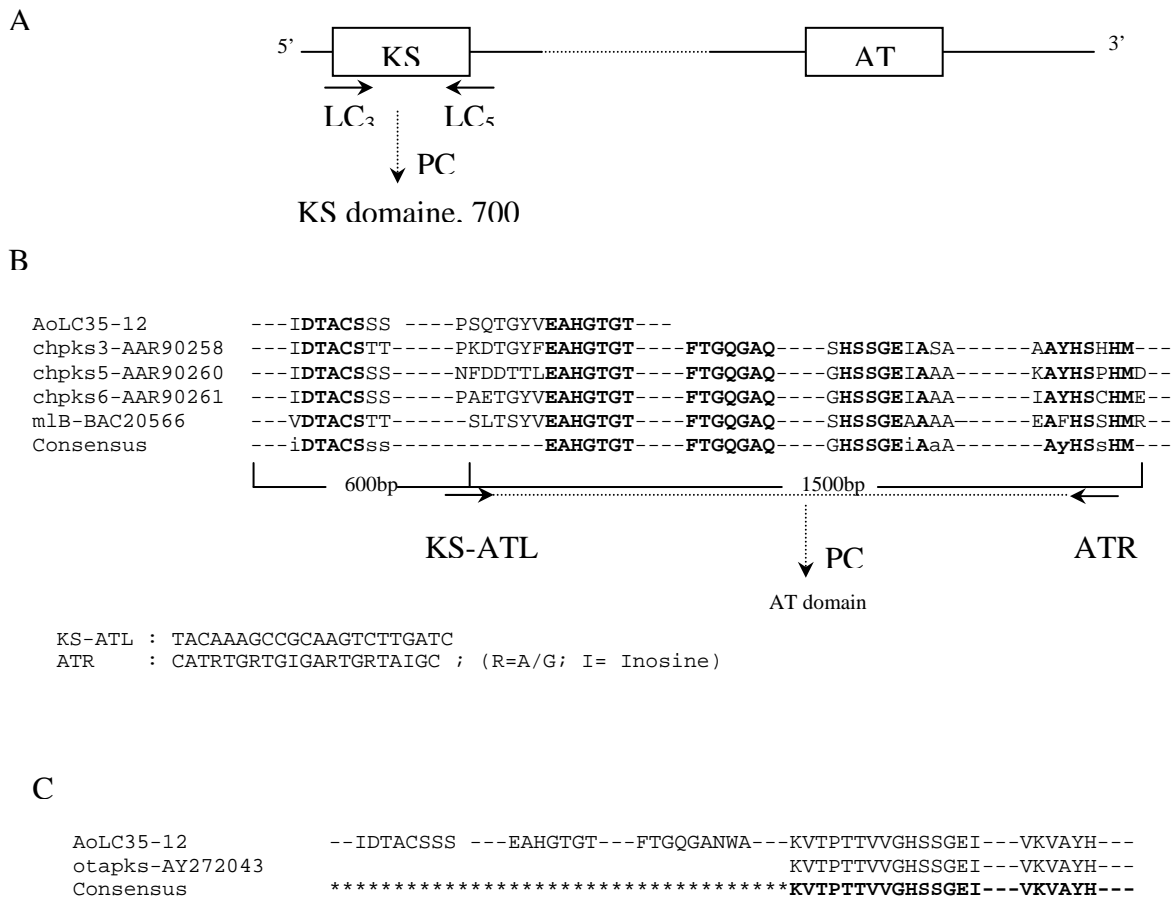 A
5’ KS AT 3’
LC3 LC5
PC
KS domaine, 700
B
AoLC35-12 ---IDTACSSS ----PSQTGYVEAHGTGT---
chpks3-AAR90258 ---IDTACSTT ----PKDTGYFEAHGTGT----FTGQGAQ----SHSSGEIASA------AAYHSHHM---
chpks5-AAR90260 ---IDTACSSS ----NFDDTTLEAHGTGT----FTGQGAQ----GHSSGEIAAA------KAYHSPHMD--
chpks6-AAR90261 ---IDTACSSS ----PAETGYVEAHGTGT----FTGQGAQ----GHSSGEIAAA------IAYHSCHME--
mlB-BAC20566 ---VDTACSTT ----SLTSYVEAHGTGT----FTGQGAQ----SHSSGEAAAA------EAFHSSHMR--
Consensus ---iDTACSss ---------EAHGTGT----FTGQGAQ----GHSSGEiAaA------ AyHSsHM---
600bp 1500bp
KS-ATL PC ATR
AT domain
KS-ATL : TACAAAGCCGCAAGTCTTGATC
ATR : CATRTGRTGIGARTGRTAIGC ; (R=A/G; I= Inosine)
C
AoLC35-12 --IDTACSSS ---EAHGTGT---FTGQGANWA---KVTPTTVVGHSSGEI---VKVAYH---
otapks-AY272043 KVTPTTVVGHSSGEI---VKVAYH---
Consensus ***********************************KVTPTTVVGHSSGEI---VKVAYH---